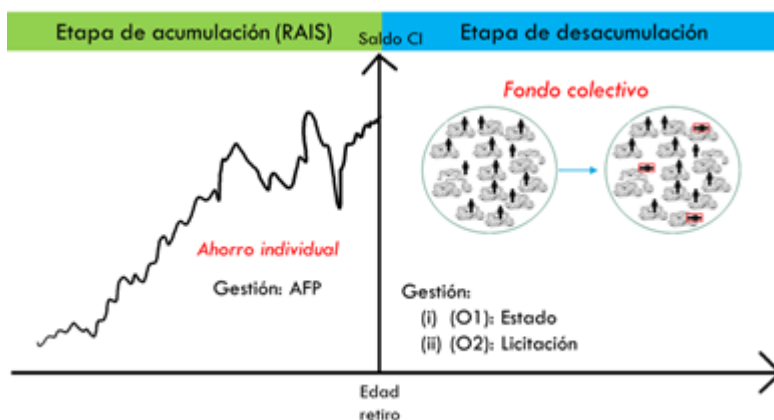 Etapa de acumulación (RAIS)
Saldo CI
Etapa de desacumulación
Fondo colectivo
Ahorro individual
Gestión: AFP
Gestión:
(i) (O1): Estado
(ii) (O2): Licitación
Edad
retiro